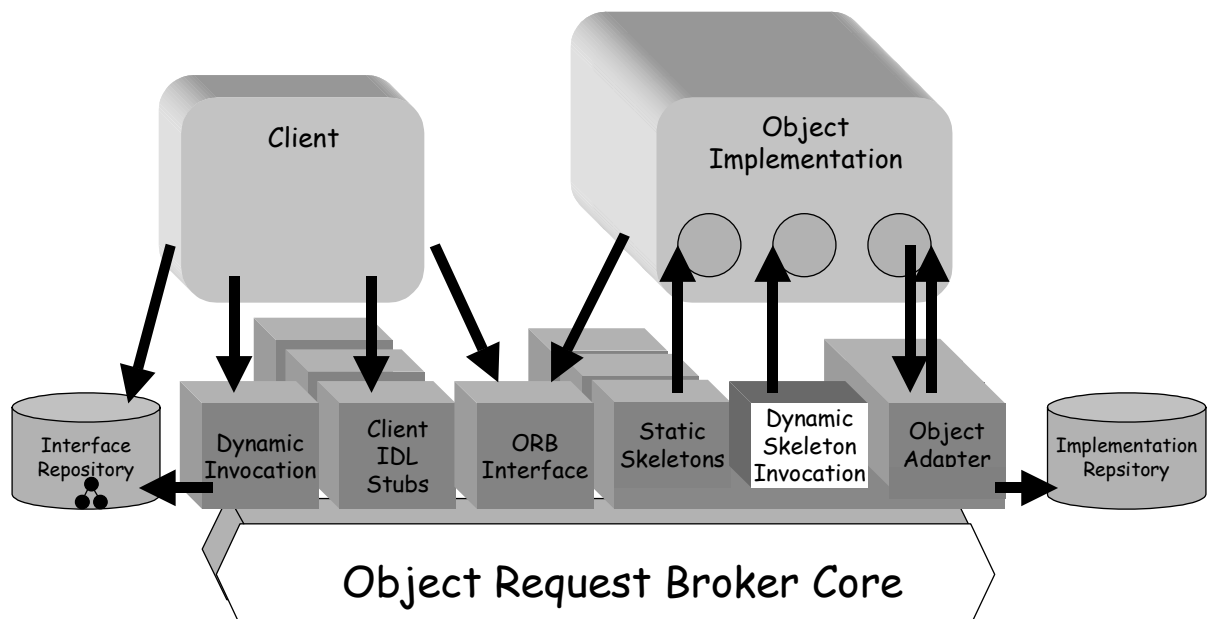 Client
Object
Implementation
Interface
Repository
Dynamic
Invocation
Client
IDL
Stubs
ORB
Interface
Static
Skeletons
Dynamic
Skeleton
Invocation
Object
Adapter
Implementation
Repsitory
Object Request Broker Core